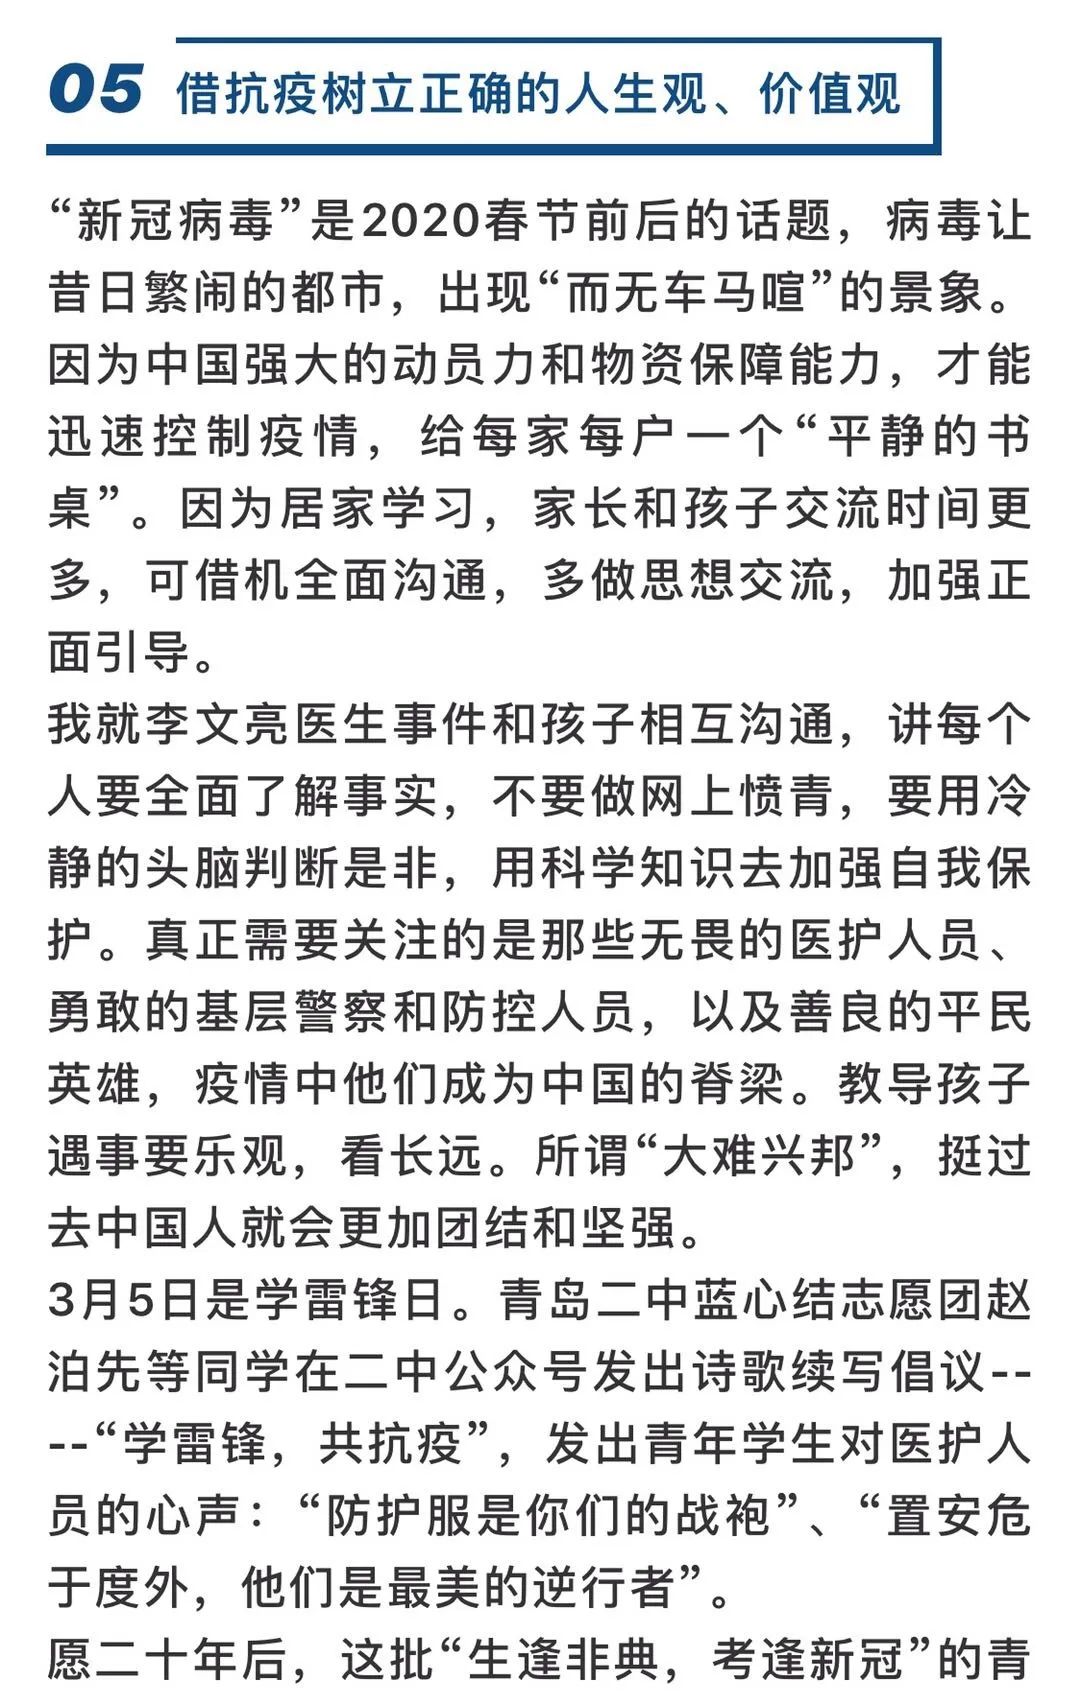 05 借抗疫树立正确的人生观、价值观
“新冠病毒”是2020春节前后的话题，病毒让
昔日繁闹的都市，出现“而无车马喧”的景象。
因为中国强大的动员力和物资保障能力，才能
迅速控制疫情，给每家每户一个“平静的书
桌”。因为居家学习，家长和孩子交流时间更
多，可借机全面沟通，多做思想交流，加强正
面引导。
我就李文亮医生事件和孩子相互沟通，讲每个
人要全面了解事实，不要做网上愤青，要用冷
静的头脑判断是非，用科学知识去加强自我保
护。真正需要关注的是那些无畏的医护人员、
勇敢的基层警察和防控人员，以及善良的平民
英雄，疫情中他们成为中国的脊梁。教导孩子
遇事要乐观，看长远。所谓“大难兴邦”，挺过
去中国人就会更加团结和坚强。
3月5日是学雷锋日。青岛二中蓝心结志愿团赵
泊先等同学在二中公众号发出诗歌续写倡议--
--“学雷锋，共抗疫”，发出青年学生对医护人
员的心声：“防护服是你们的战袍”、“置安危
于度外，他们是最美的逆行者”。
愿二十年后，这批“生逢非典，考逢新冠”的青